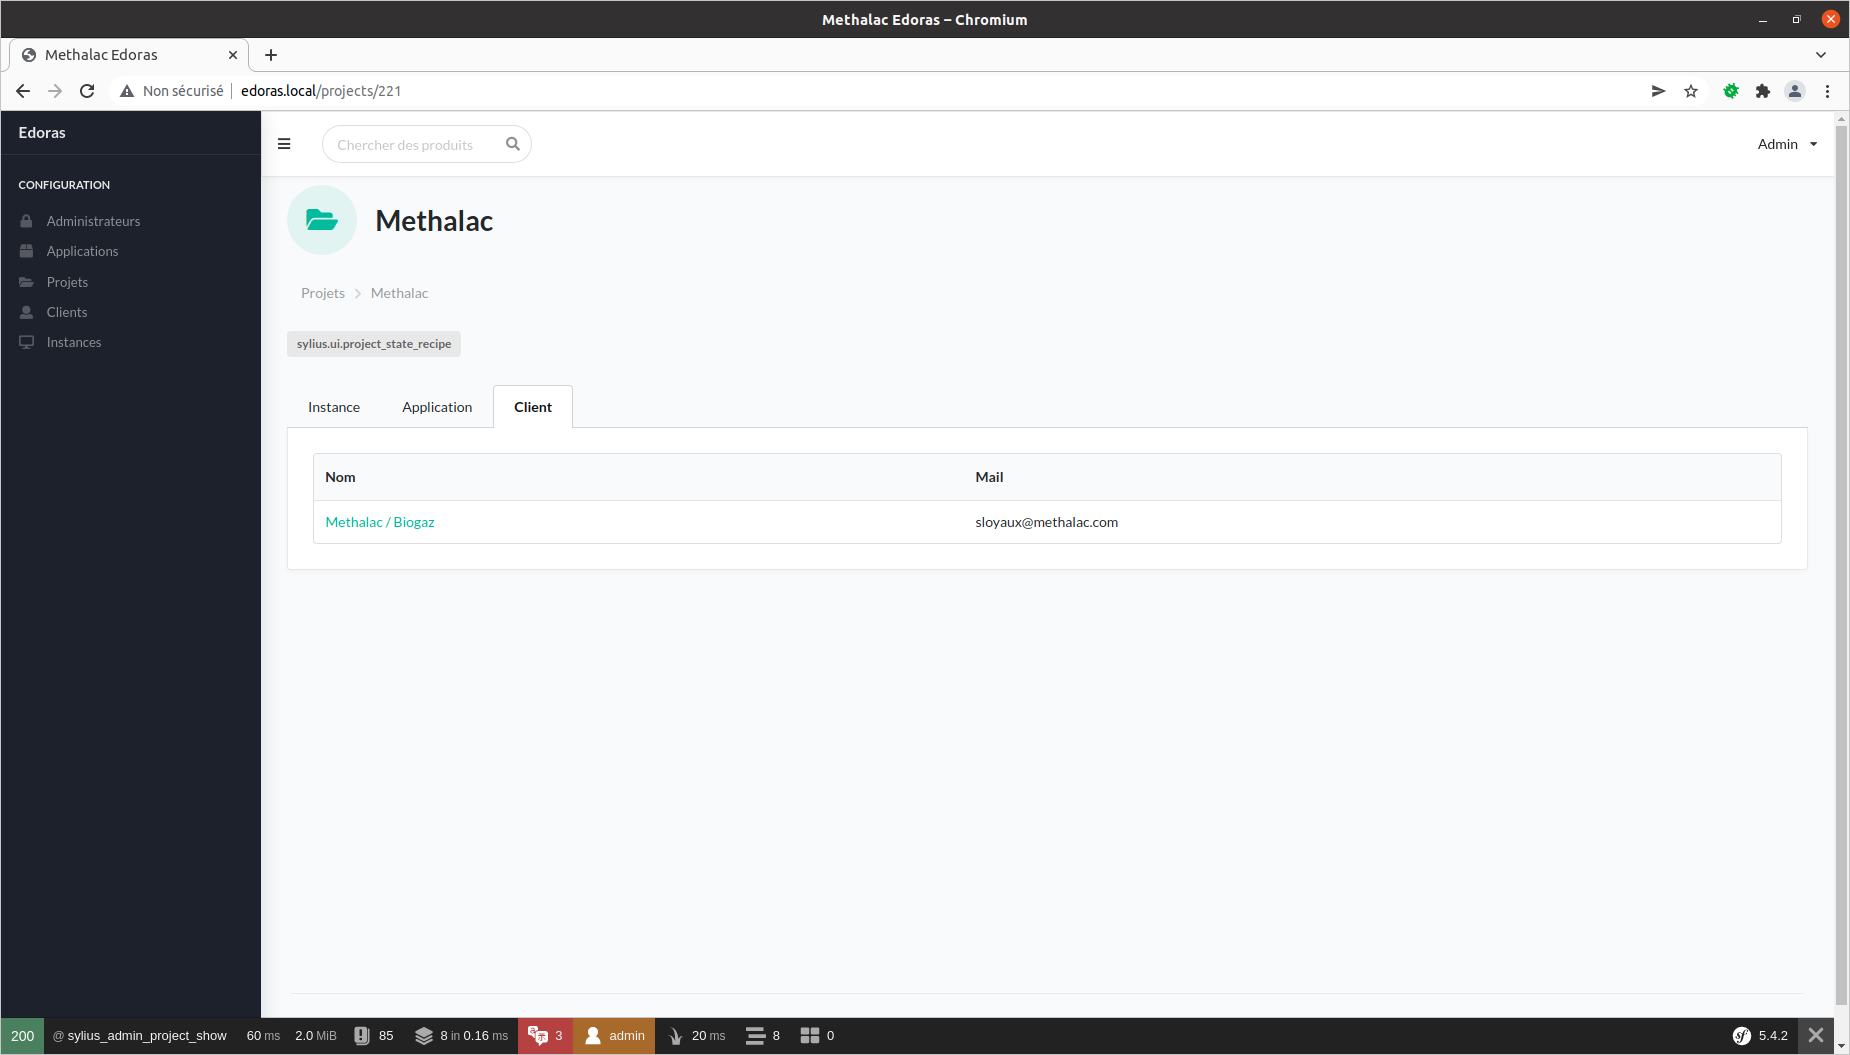 Methalac Edoras – Chromium
Methalac Edoras
Non sécurisé edoras.local/projects/221
Edoras
Chercher des produits
Admin
CONFIGURATION
Administrateurs
Applications
Projets
Clients
Instances
Methalac
Projets Methalac
sylius.ui.project_state_recipe
Instance Application Client
Nom Mail
Methalac / Biogaz sloyaux@methalac.com
200 @ sylius_admin_project_show 60 ms 2.0 MiB 85 8 in 0.16 ms 3 admin 20 ms 8 0 5.4.2